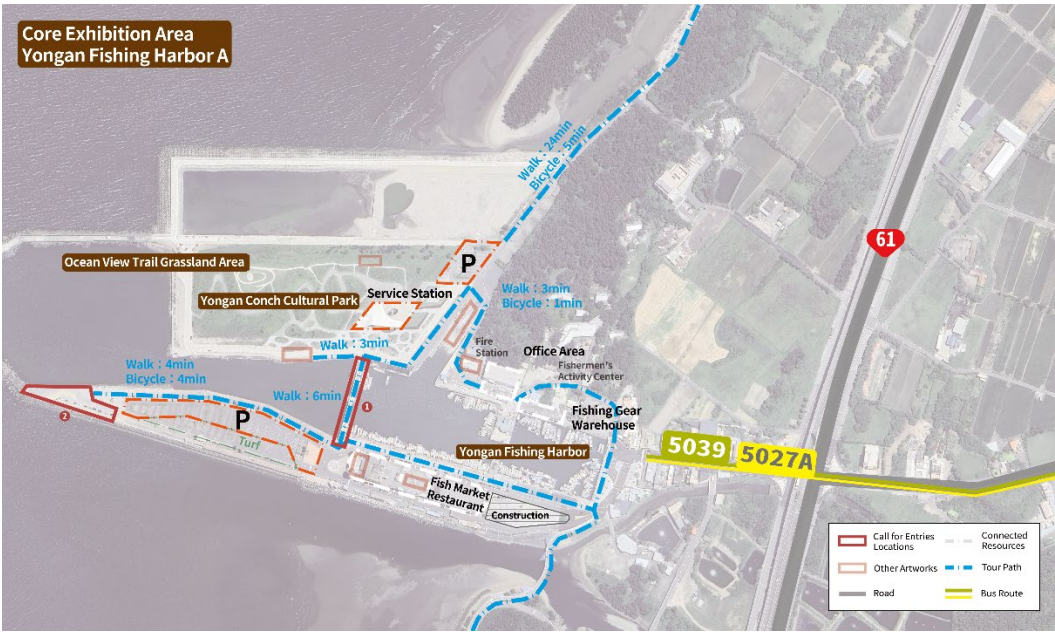 Core Exhibition Area
Yongan Fishing Harbor A
Walk：24min
Bicycle：5min
61
Ocean View Trail Grassland Area
P
Service Station
Yongan Conch Cultural Park
Walk：3min
Bicycle：1min
Walk：3min
Fire
Station
Office Area
Fishermen's
Activity Center
Walk：4min
Bicycle：4min
Walk：6min
1
2
P
Turf
Fishing Gear
Warehouse
Yongan Fishing Harbor
5039
5027A
Fish Market
Restaurant
Construction
Call for Entries
Locations
Connected
Resources
Other Artworks
Tour Path
Road
Bus Route